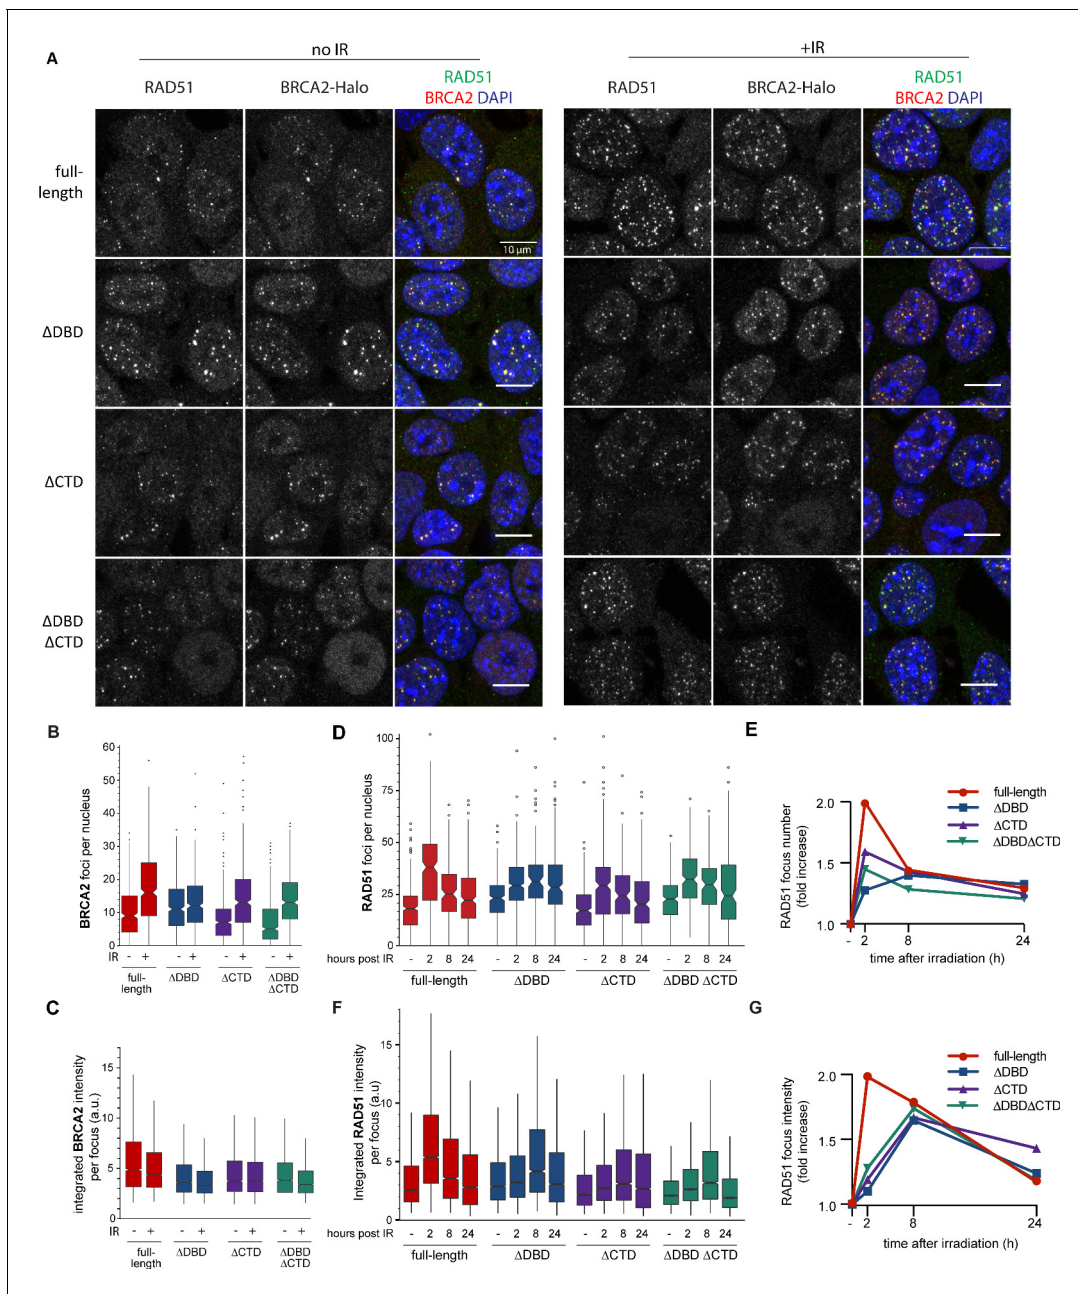 A
no IR
+IR
RAD51
BRCA2-Halo
RAD51
BRCA2 DAPI
RAD51
BRCA2-Halo
RAD51
BRCA2 DAPI
full-
length
10 µm
ΔDBD
ΔCTD
ΔDBD
ΔCTD
B
BRCA2 foci per nucleus
60
50
40
30
20
10
0
IR
- + - + - + - +
full-
length
ΔDBD
ΔCTD
ΔDBD
ΔCTD
D
RAD51 foci per nucleus
100
75
50
25
0
hours post IR
- 2 8 24 - 2 8 24 - 2 8 24 - 2 8 24
full-length
ΔDBD
ΔCTD
ΔDBD ΔCTD
E
RAD51 focus number
(fold increase)
2.0
1.5
1.0
- 2 8 24
time after irradiation (h)
full-length
ΔDBD
ΔCTD
ΔDBDΔCTD
C
integrated BRCA2 intensity
per focus (a.u.)
15
10
5
0
IR
- + - + - + - +
full-
length
ΔDBD
ΔCTD
ΔDBD
ΔCTD
F
Integrated RAD51 intensity
per focus (a.u)
15
10
5
0
hours post IR
- 2 8 24 - 2 8 24 - 2 8 24 - 2 8 24
full-length
ΔDBD
ΔCTD
ΔDBD ΔCTD
G
RAD51 focus intensity
(fold increase)
2.0
1.5
1.0
- 2 8 24
time after irradiation (h)
full-length
ΔDBD
ΔCTD
ΔDBDΔCTD